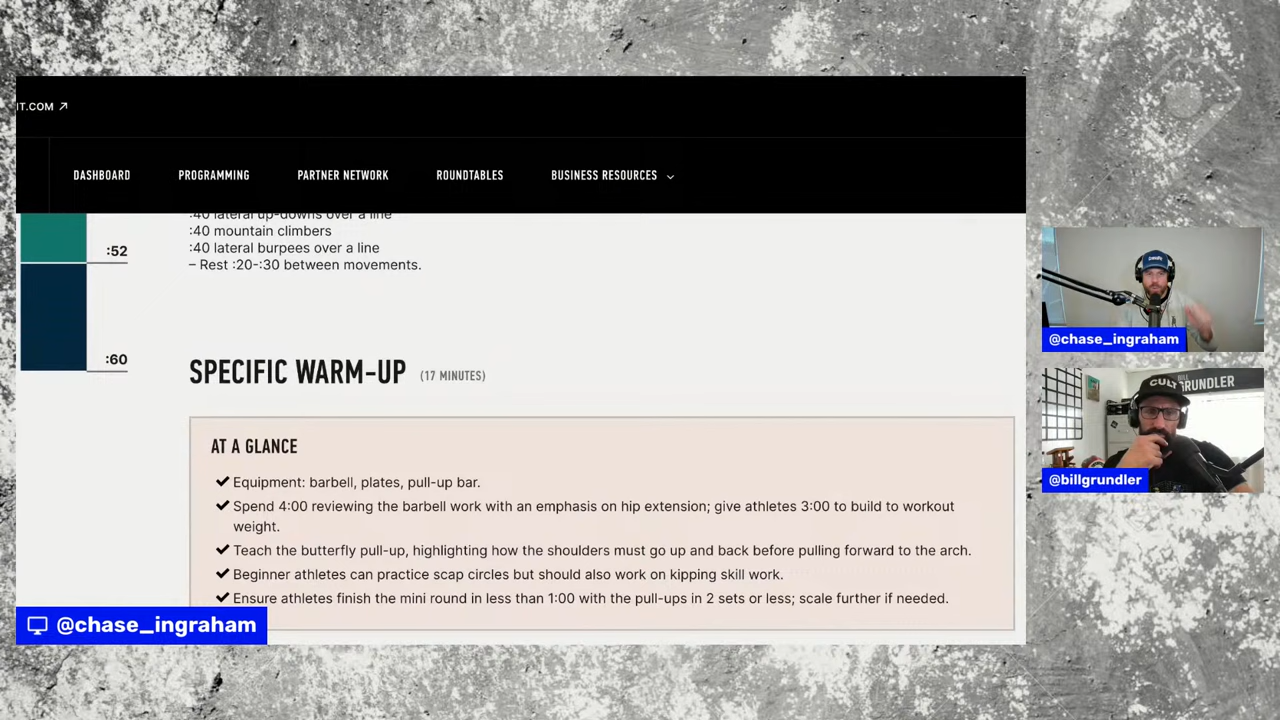 IT.COM ↗
DASHBOARD PROGRAMMING PARTNER NETWORK ROUNDTABLES BUSINESS RESOURCES
:40 lateral up-downs over a line
:40 mountain climbers
:52
:40 lateral burpees over a line
– Rest :20-:30 between movements.
:60
SPECIFIC WARM-UP (17 MINUTES)
AT A GLANCE
✔ Equipment: barbell, plates, pull-up bar.
✔ Spend 4:00 reviewing the barbell work with an emphasis on hip extension; give athletes 3:00 to build to workout
weight.
✔ Teach the butterfly pull-up, highlighting how the shoulders must go up and back before pulling forward to the arch.
✔ Beginner athletes can practice scap circles but should also work on kipping skill work.
✔ Ensure athletes finish the mini round in less than 1:00 with the pull-ups in 2 sets or less; scale further if needed.
@chase_ingraham
@chase_ingraham
CULT
BILL
GRUNDLER
@billgrundler